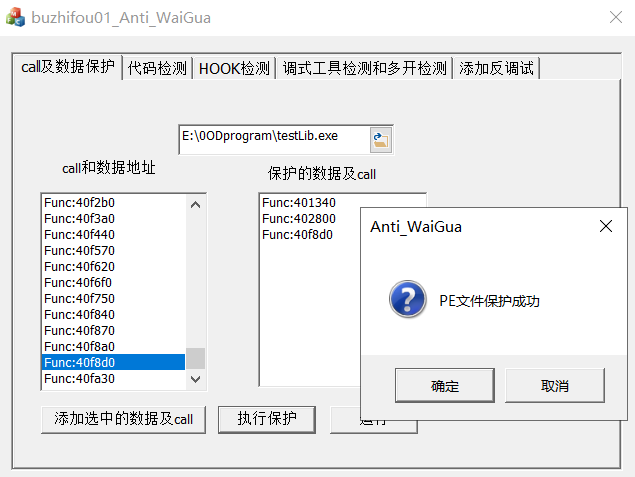 buzhifou01_Anti_WaiGua
call及数据保护 代码检测 HOOK检测 调式工具检测和多开检测 添加反调试
E:\0ODprogram\testLib.exe
call和数据地址 保护的数据及call
Func:40f2b0
Func:40f3a0
Func:40f440
Func:40f570
Func:40f620
Func:40f6f0
Func:40f750
Func:40f840
Func:40f870
Func:40f8a0
Func:40f8d0
Func:40fa30
Func:401340
Func:402800
Func:40f8d0
Anti_WaiGua
PE文件保护成功
确定 取消
添加选中的数据及call 执行保护